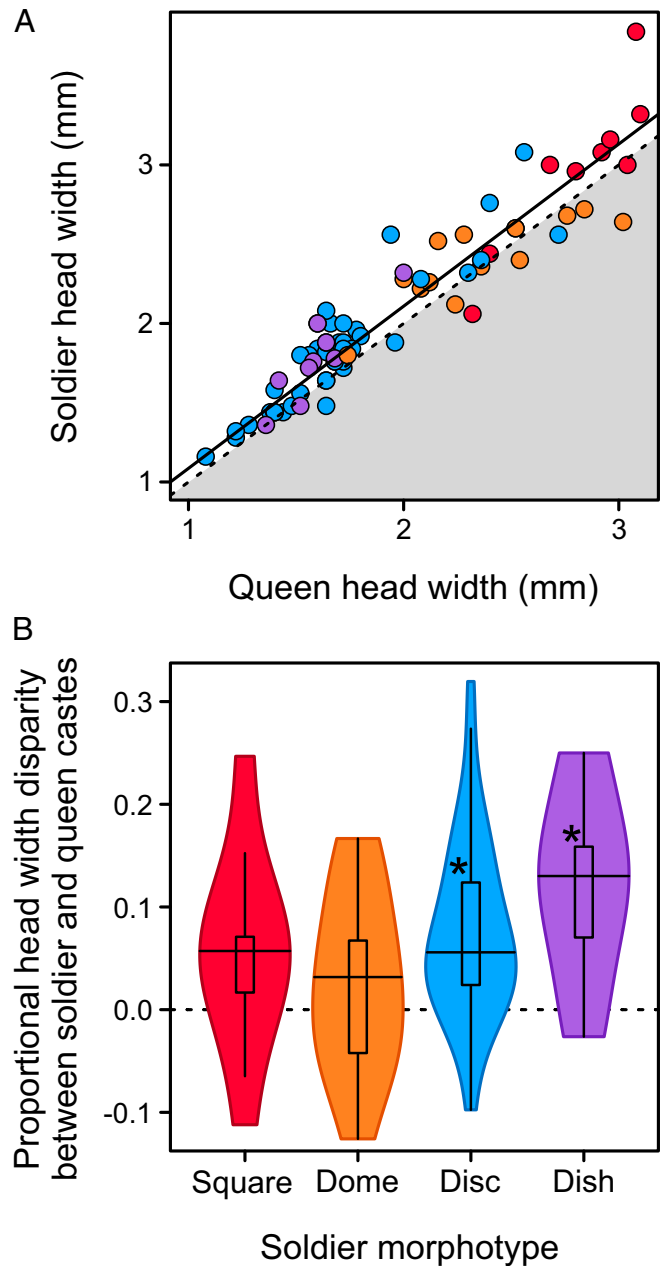 A
Soldier head width (mm)
3
2
1
1 2 3
Queen head width (mm)
B
Proportional head width disparity
between soldier and queen castes
0.3
0.2
0.1
0.0
-0.1
*
*
Square Dome Disc Dish
Soldier morphotype